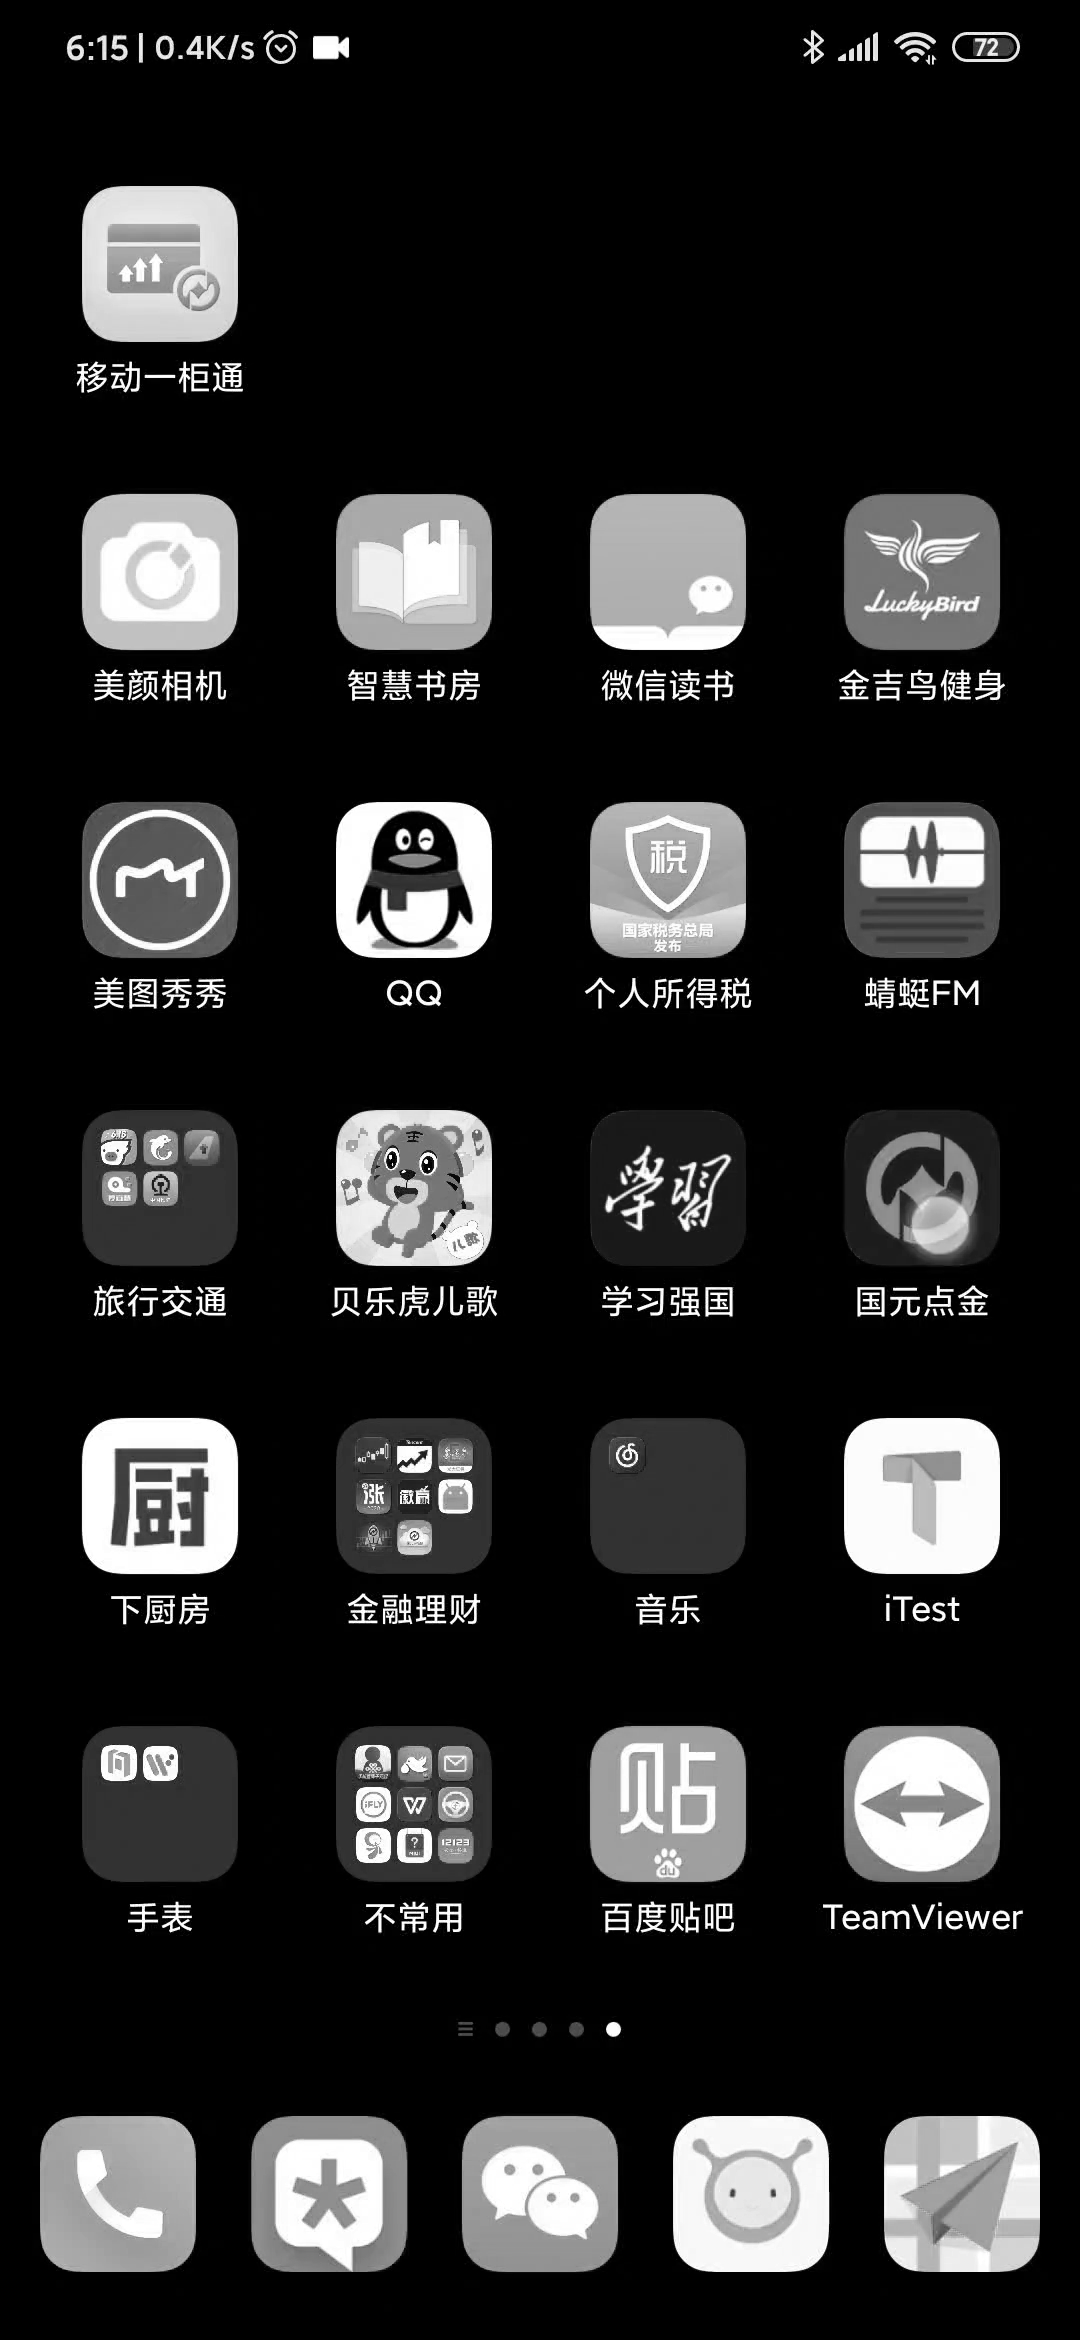 6:15 | 0.4K/s
72
移动一柜通
LuckyBird
美颜相机 智慧书房 微信读书 金吉鸟健身
税
国家税务总局
发布
美图秀秀 QQ 个人所得税 蜻蜓FM
儿歌
學習
旅行交通 贝乐虎儿歌 学习强国 国元点金
厨
涨
下厨房 金融理财 音乐 iTest
iFLY
12123
贴
du
手表 不常用 百度贴吧 TeamViewer